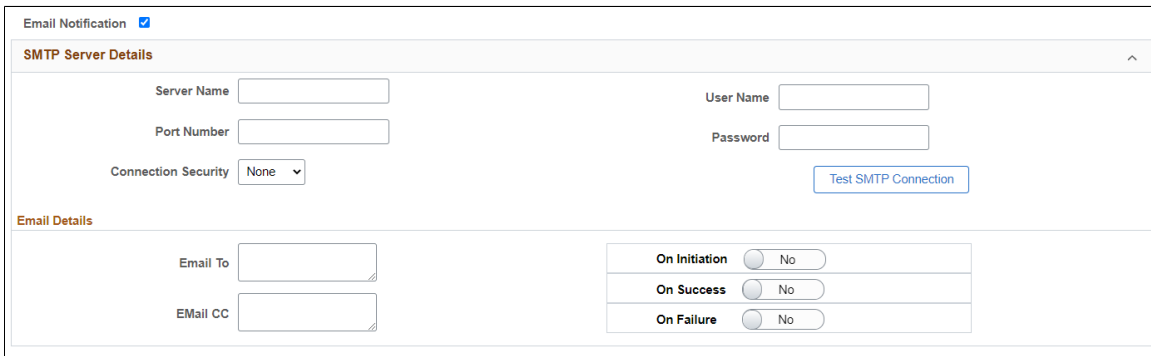 Email Notification
SMTP Server Details
Server Name
User Name
Port Number
Password
Connection Security None
Test SMTP Connection
Email Details
Email To
On Initiation No
On Success No
EMail CC
On Failure No